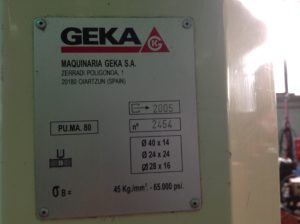 GEKA
MAQUINARIA GEKA S.A.
ZERRADI POLIGONOA, 1
20180 OIARTZUN (SPAIN)
2005
PU.MA. 80
nº 2454
Ø 40 x 14
Ø 24 x 24
Ø 28 x 16
σ B = 45 Kg/mm². - 65.000 psi.